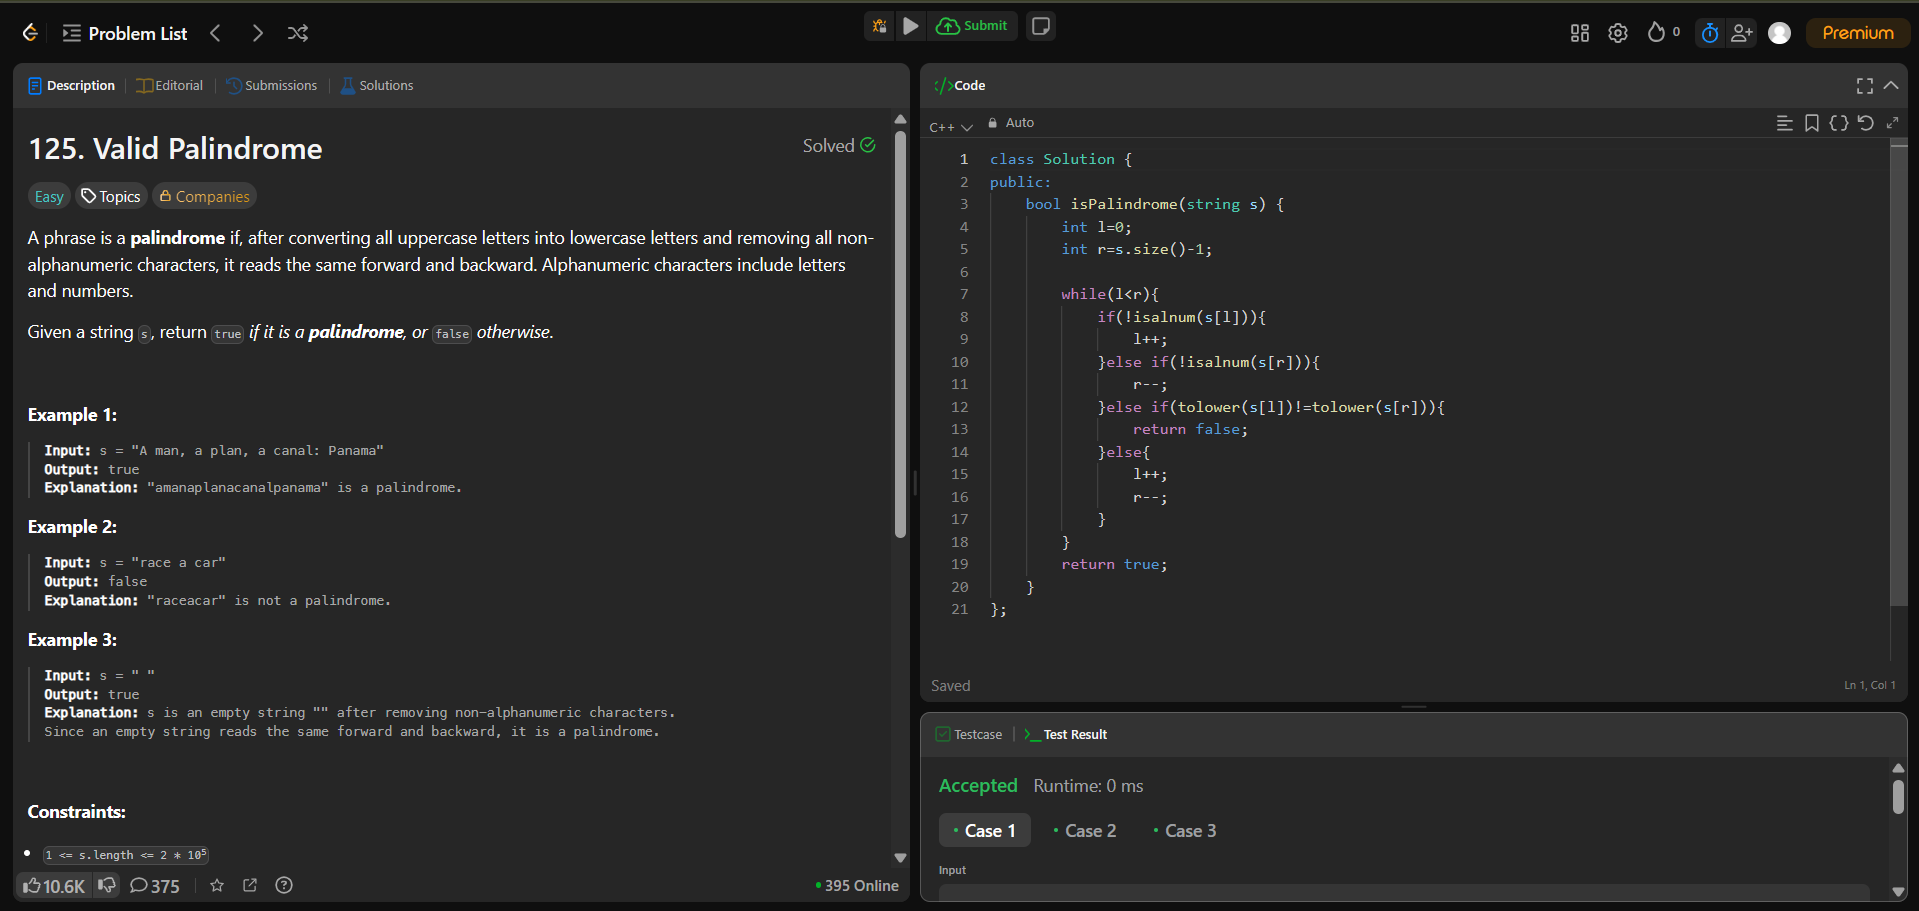 Problem List
Submit
0
Premium
Description
Editorial
Submissions
Solutions
125. Valid Palindrome
Solved
Easy
Topics
Companies
A phrase is a palindrome if, after converting all uppercase letters into lowercase letters and removing all non-
alphanumeric characters, it reads the same forward and backward. Alphanumeric characters include letters
and numbers.
Given a string s, return true if it is a palindrome, or false otherwise.
Example 1:
Input: s = "A man, a plan, a canal: Panama"
Output: true
Explanation: "amanaplanacanalpanama" is a palindrome.
Example 2:
Input: s = "race a car"
Output: false
Explanation: "raceacar" is not a palindrome.
Example 3:
Input: s = " "
Output: true
Explanation: s is an empty string "" after removing non-alphanumeric characters.
Since an empty string reads the same forward and backward, it is a palindrome.
Constraints:
1 <= s.length <= 2 * 10⁵
10.6K
375
395 Online
</>Code
C++
Auto
1 class Solution {
2 public:
3     bool isPalindrome(string s) {
4         int l=0;
5         int r=s.size()-1;
6
7         while(l<r){
8             if(!isalnum(s[l])){
9                 l++;
10             }else if(!isalnum(s[r])){
11                 r--;
12             }else if(tolower(s[l])!=tolower(s[r])){
13                 return false;
14             }else{
15                 l++;
16                 r--;
17             }
18         }
19         return true;
20     }
21 };
Saved
Ln 1, Col 1
Testcase
>_Test Result
Accepted
Runtime: 0 ms
Case 1
Case 2
Case 3
Input